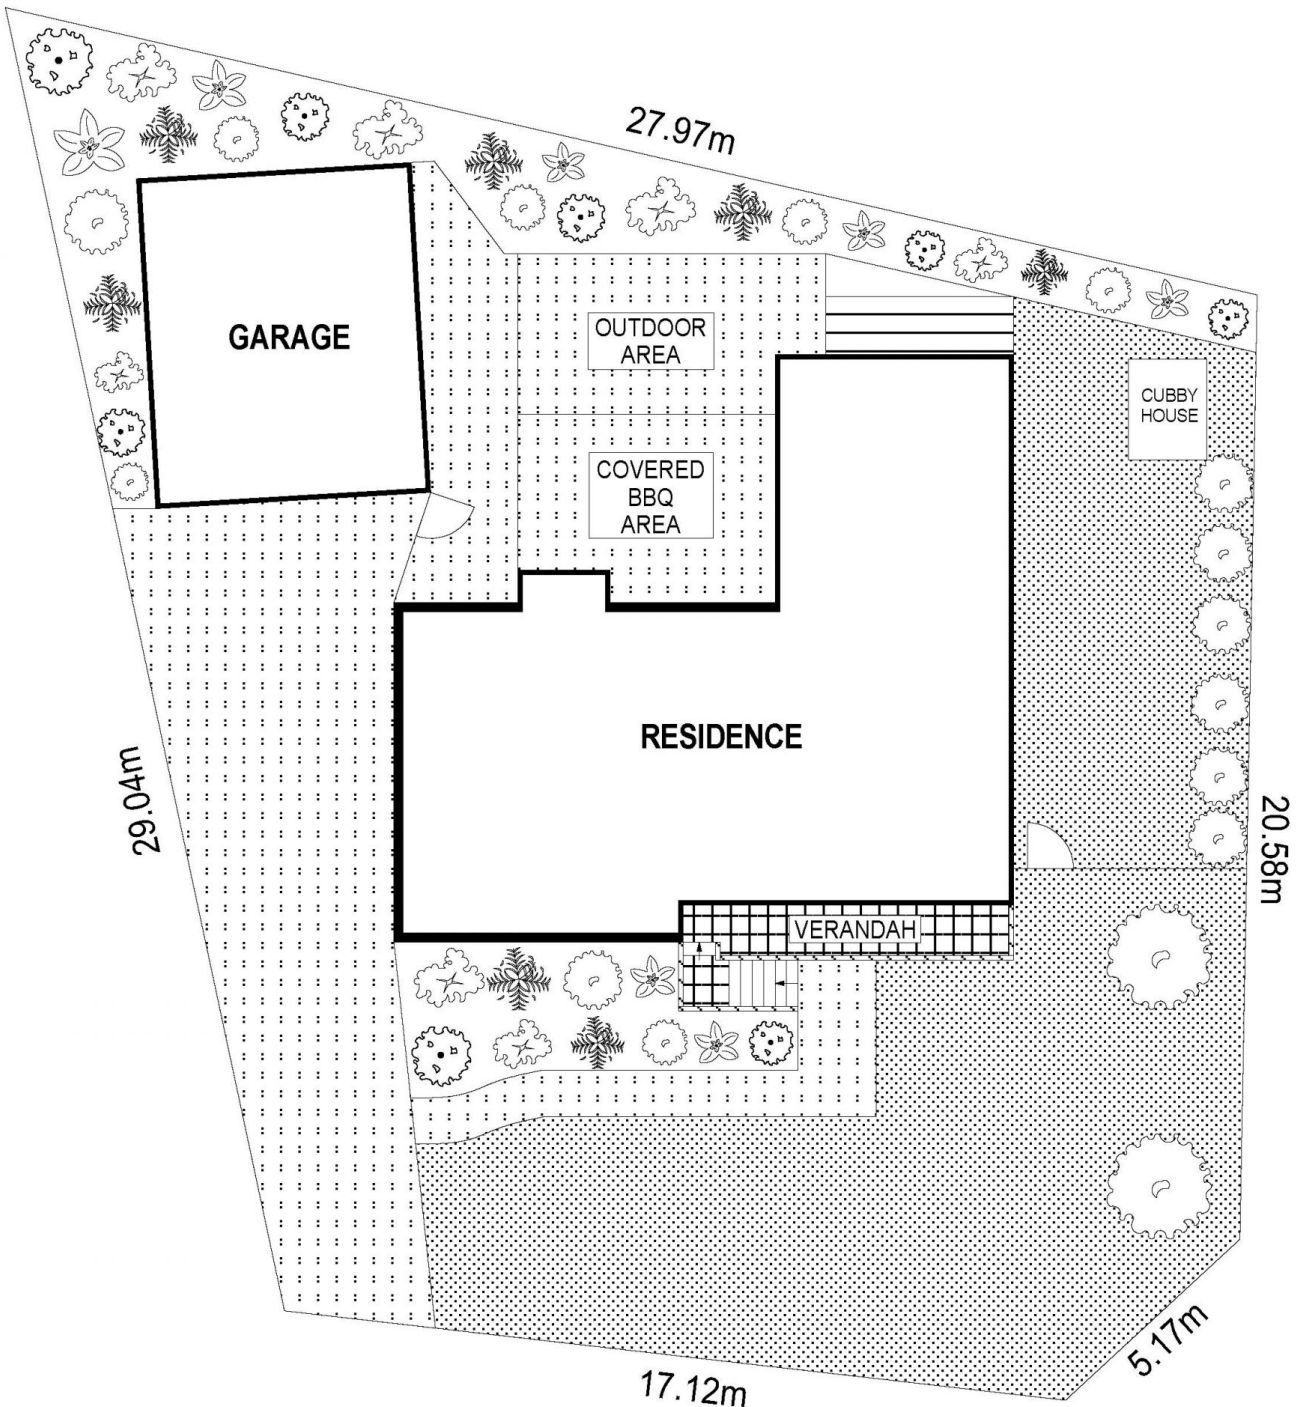 27.97m
GARAGE
OUTDOOR
AREA
CUBBY
HOUSE
COVERED
BBQ
AREA
RESIDENCE
29.04m
20.58m
VERANDAH
5.17m
17.12m